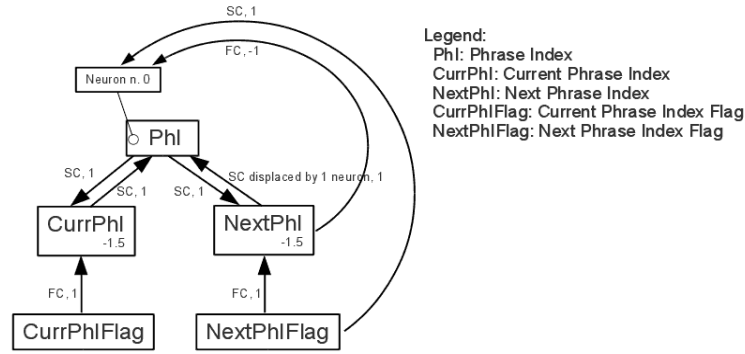 SC, 1
FC, -1
Neuron n. 0
PhI
SC, 1
SC, 1
SC, 1
SC displaced by 1 neuron, 1
CurrPhI
-1.5
NextPhI
-1.5
FC, 1
FC, 1
CurrPhIFlag
NextPhIFlag
Legend:
PhI: Phrase Index
CurrPhI: Current Phrase Index
NextPhI: Next Phrase Index
CurrPhIFlag: Current Phrase Index Flag
NextPhIFlag: Next Phrase Index Flag